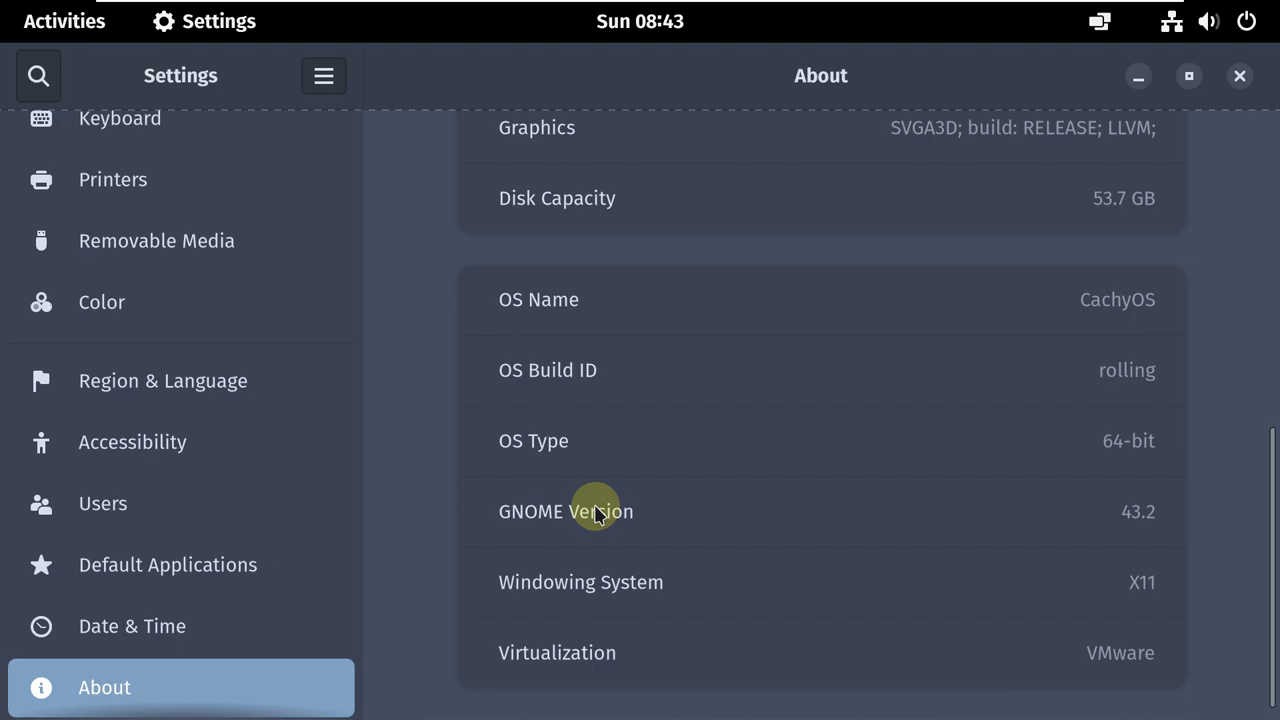 Activities Settings Sun 08:43
Settings About
Keyboard
Printers
Removable Media
Color
Region & Language
Accessibility
Users
Default Applications
Date & Time
About
Graphics SVGA3D; build: RELEASE; LLVM;
Disk Capacity 53.7 GB
OS Name CachyOS
OS Build ID rolling
OS Type 64-bit
GNOME Version 43.2
Windowing System X11
Virtualization VMware